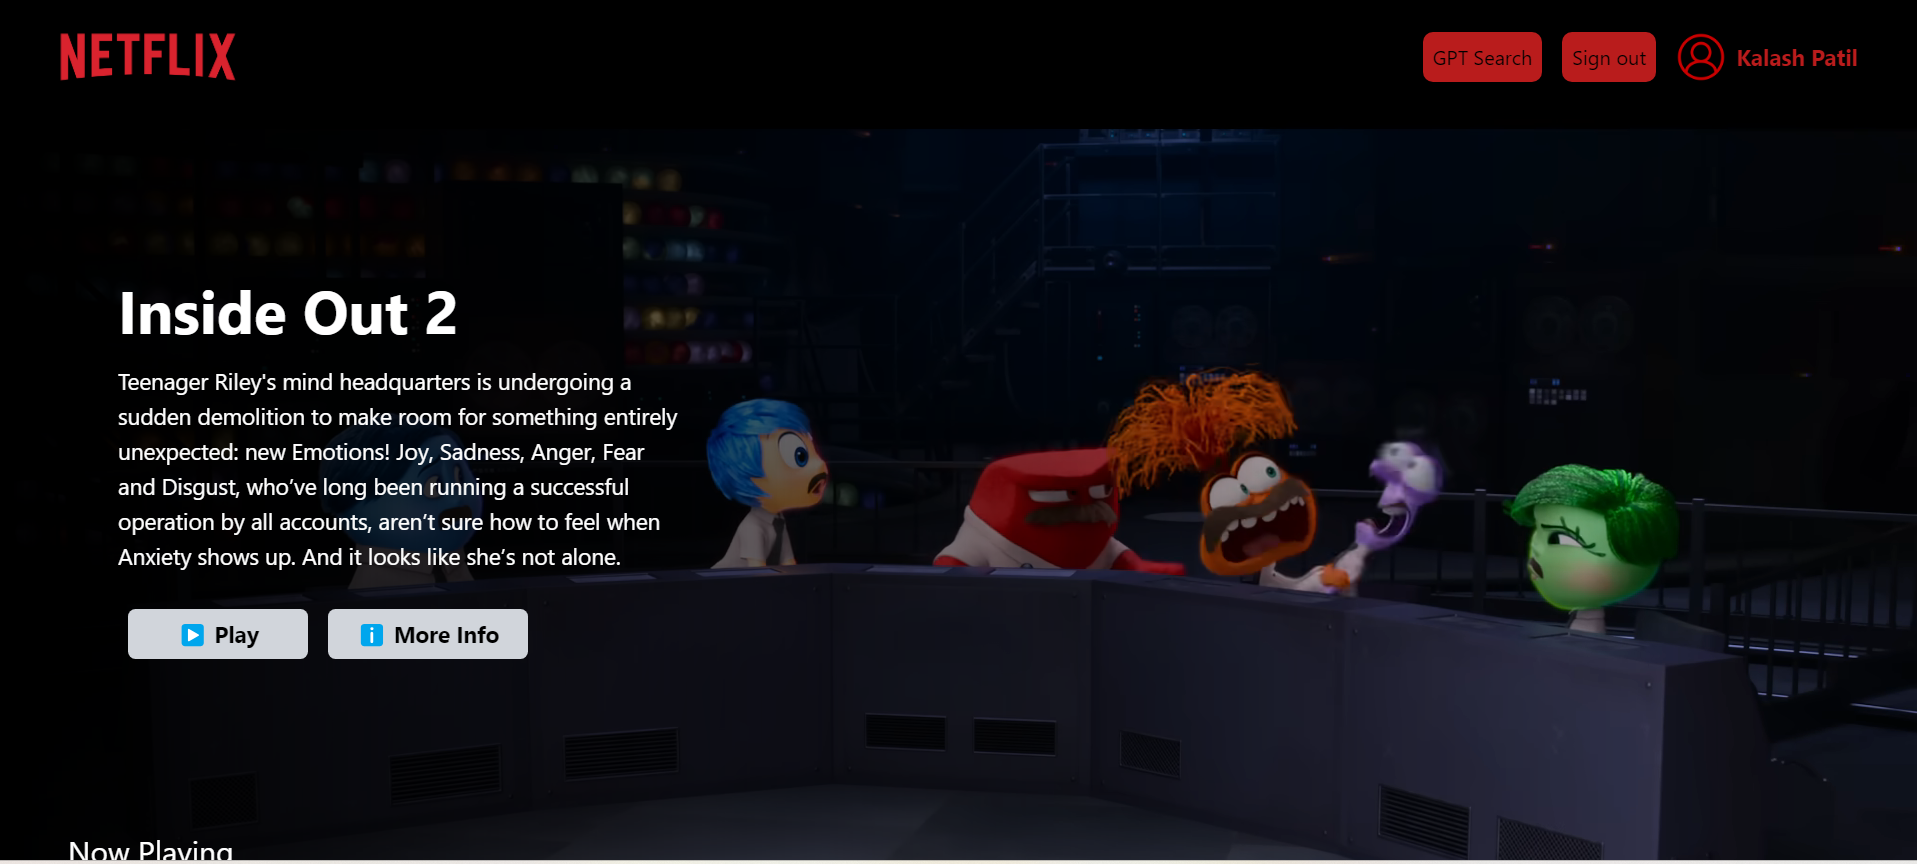 NETFLIX
GPT Search
Sign out
Kalash Patil
Inside Out 2
Teenager Riley's mind headquarters is undergoing a
sudden demolition to make room for something entirely
unexpected: new Emotions! Joy, Sadness, Anger, Fear
and Disgust, who’ve long been running a successful
operation by all accounts, aren’t sure how to feel when
Anxiety shows up. And it looks like she’s not alone.
Play
More Info
Now Playing